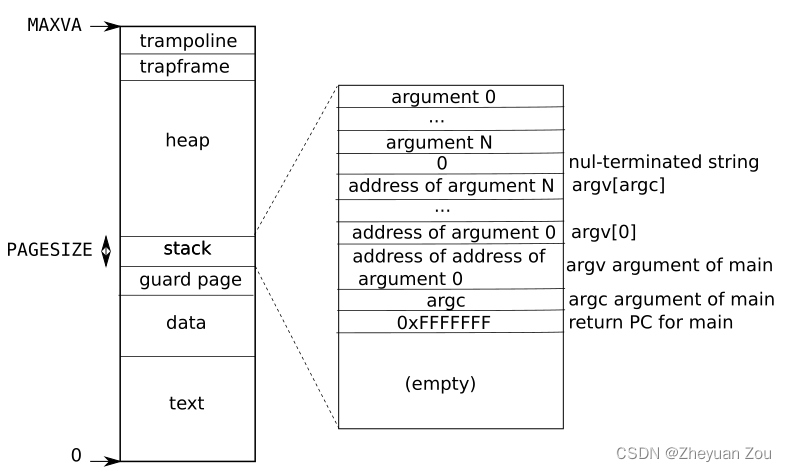 MAXVA
trampoline
trapframe
heap
PAGESIZE
stack
guard page
data
text
0
argument 0
...
argument N
0
nul-terminated string
address of argument N
argv[argc]
...
address of argument 0
argv[0]
address of address of
argument 0
argv argument of main
argc
argc argument of main
0xFFFFFFF
return PC for main
(empty)
CSDN @Zheyuan Zou